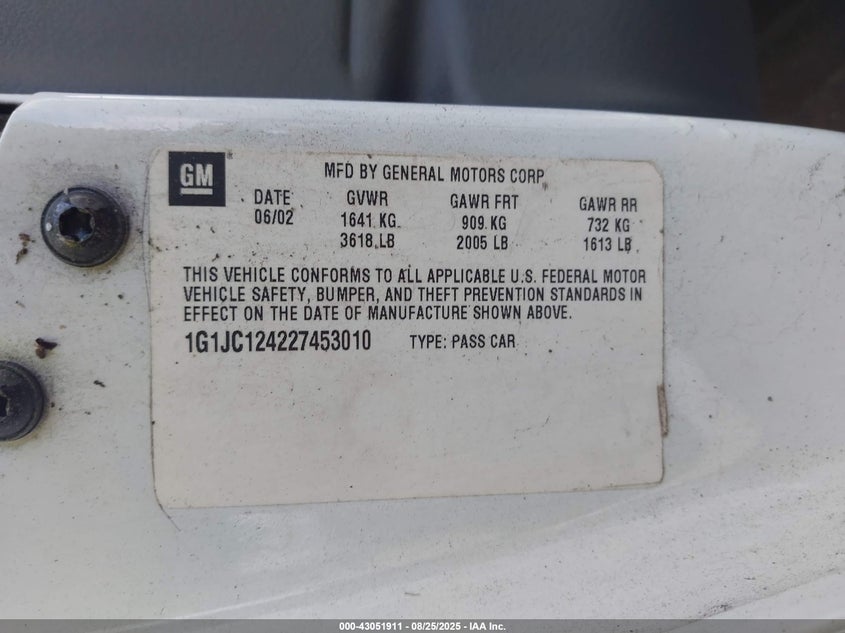 GM
MFD BY GENERAL MOTORS CORP
DATE GVWR GAWR FRT GAWR RR
06/02 1641 KG 909 KG 732 KG
3618 LB 2005 LB 1613 LB
THIS VEHICLE CONFORMS TO ALL APPLICABLE U.S. FEDERAL MOTOR
VEHICLE SAFETY, BUMPER, AND THEFT PREVENTION STANDARDS IN
EFFECT ON THE DATE OF MANUFACTURE SHOWN ABOVE.
1G1JC124227453010 TYPE: PASS CAR
000-43051911 - 08/25/2025 - IAA Inc.